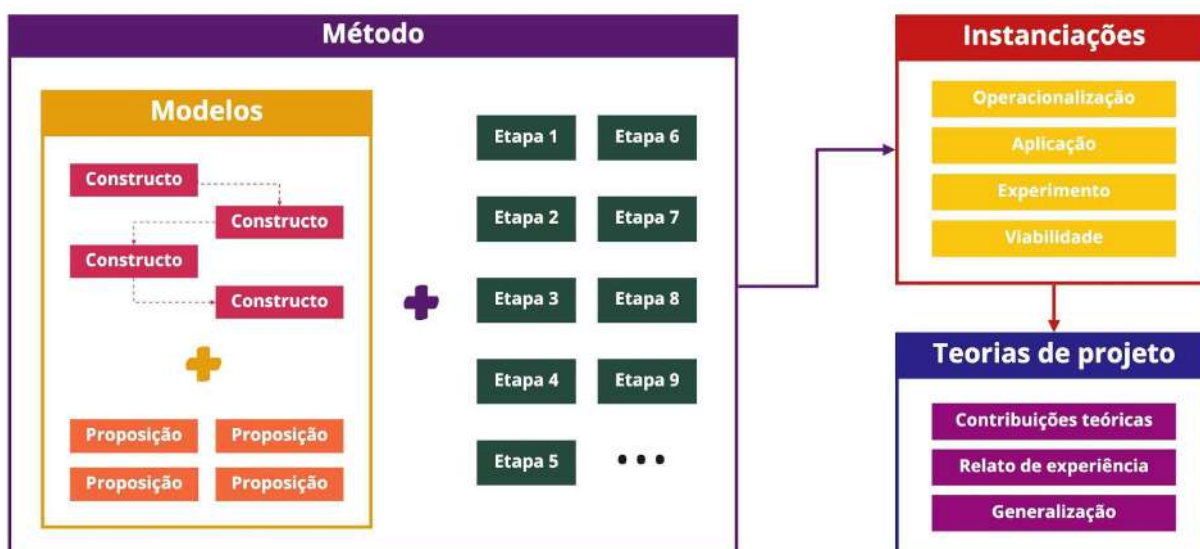 Método
Modelos
Constructo
Constructo
Constructo
Constructo
Proposição
Proposição
Proposição
Proposição
Etapa 1
Etapa 6
Etapa 2
Etapa 7
Etapa 3
Etapa 8
Etapa 4
Etapa 9
Etapa 5
...
Instanciações
Operacionalização
Aplicação
Experimento
Viabilidade
Teorias de projeto
Contribuições teóricas
Relato de experiência
Generalização